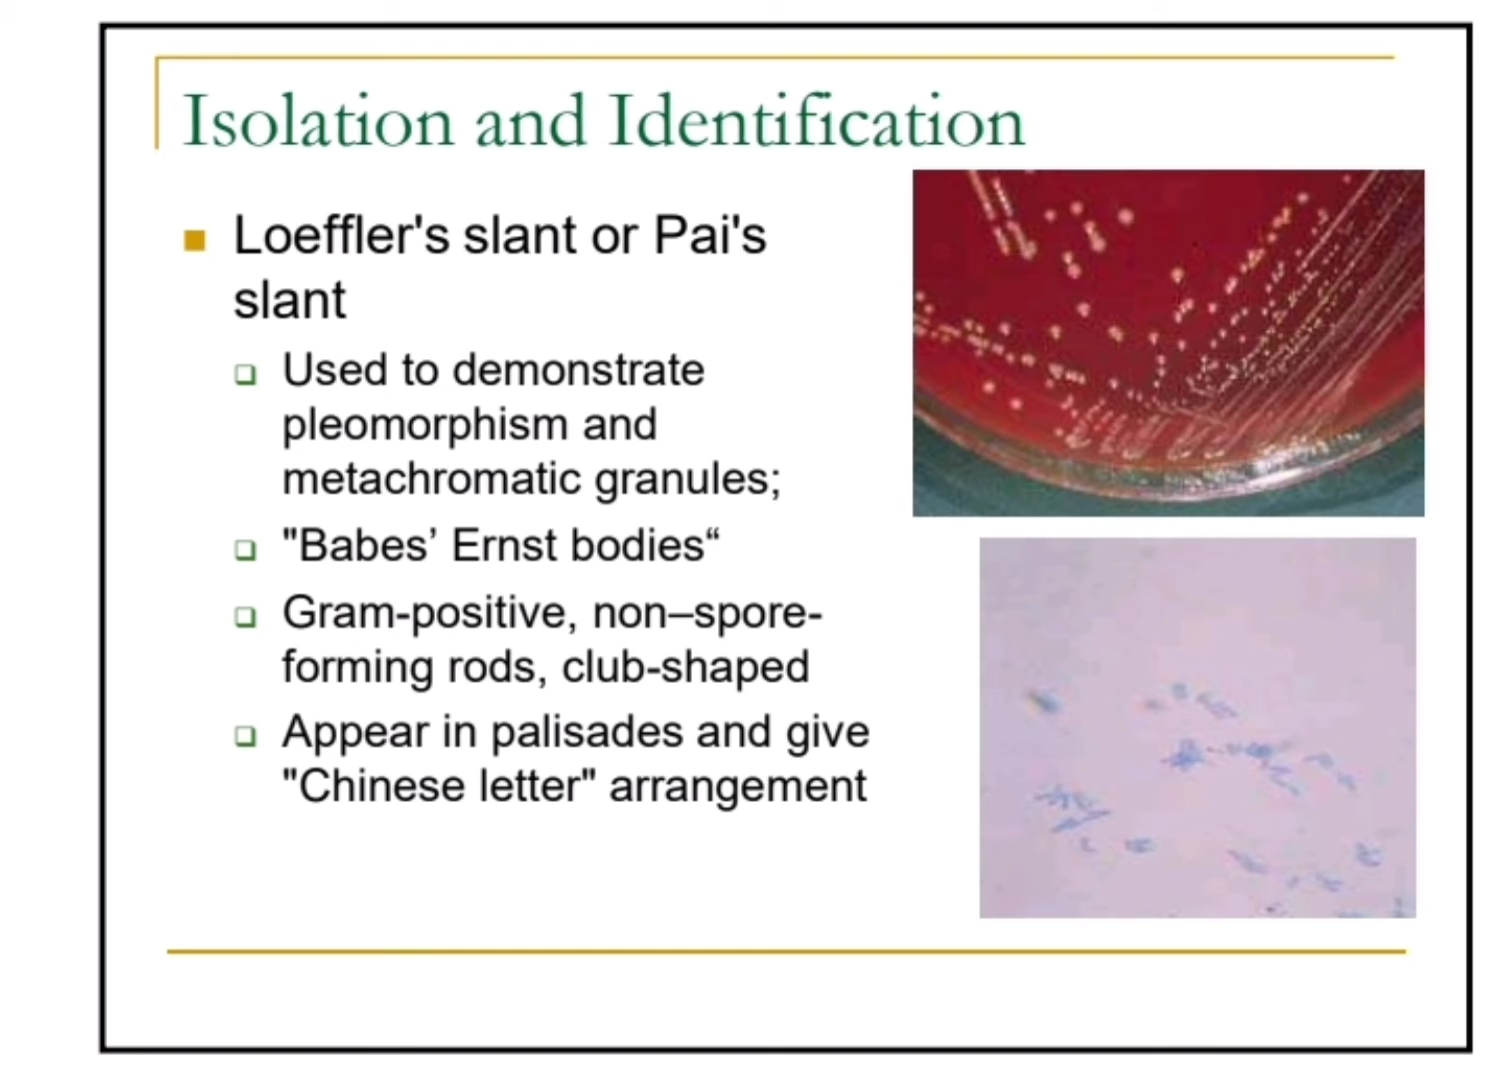 Isolation and Identification
Loeffler's slant or Pai's
slant
Used to demonstrate
pleomorphism and
metachromatic granules;
"Babes’ Ernst bodies“
Gram-positive, non–spore-
forming rods, club-shaped
Appear in palisades and give
"Chinese letter" arrangement